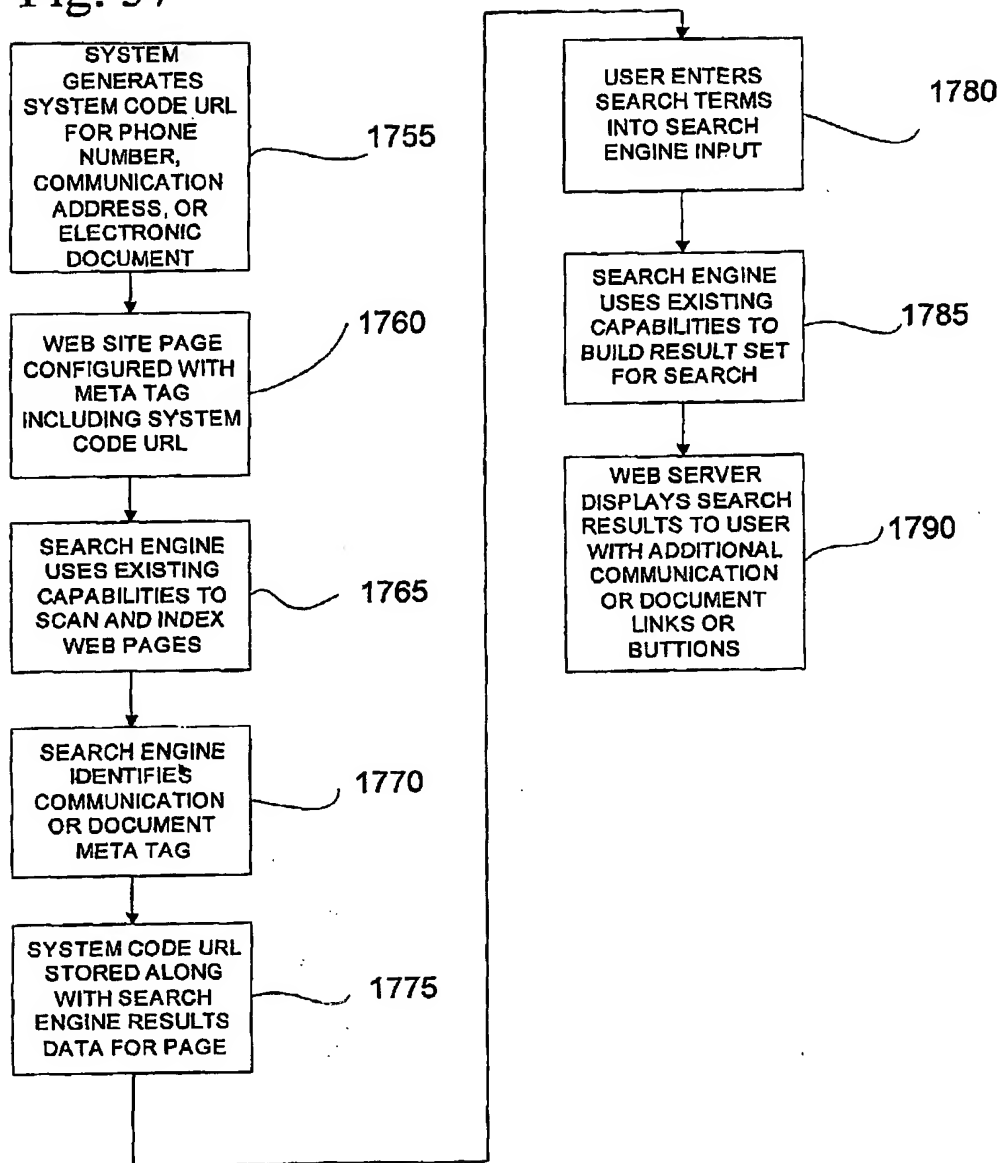 Fig.
SYSTEM
GENERATES
SYSTEM CODE URL
FOR PHONE
NUMBER,
COMMUNICATION
ADDRESS, OR
ELECTRONIC
DOCUMENT
1755
WEB SITE PAGE
CONFIGURED WITH
META TAG
INCLUDING SYSTEM
CODE URL
1760
SEARCH ENGINE
USES EXISTING
CAPABILITIES TO
SCAN AND INDEX
WEB PAGES
1765
SEARCH ENGINE
IDENTIFIES
COMMUNICATION
OR DOCUMENT
META TAG
1770
SYSTEM CODE URL
STORED ALONG
WITH SEARCH
ENGINE RESULTS
DATA FOR PAGE
1775
USER ENTERS
SEARCH TERMS
INTO SEARCH
ENGINE INPUT
1780
SEARCH ENGINE
USES EXISTING
CAPABILITIES TO
BUILD RESULT SET
FOR SEARCH
1785
WEB SERVER
DISPLAYS SEARCH
RESULTS TO USER
WITH ADDITIONAL
COMMUNICATION
OR DOCUMENT
LINKS OR
BUTTIONS
1790